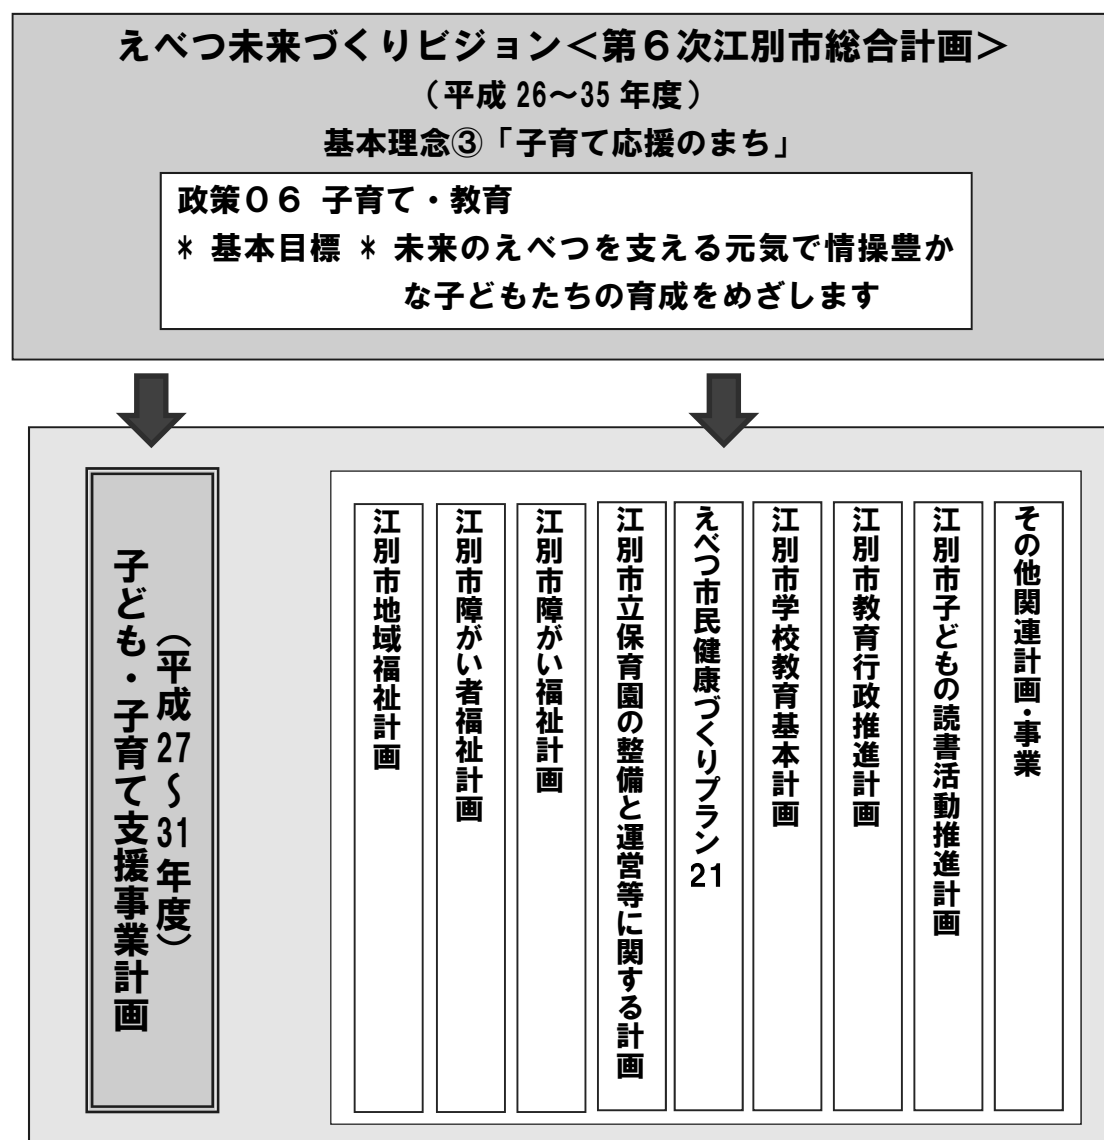 えべつ未来づくりビジョン＜第６次江別市総合計画＞
（平成 26～35 年度）
基本理念③「子育て応援のまち」
政策０６ 子育て・教育
＊ 基本目標 ＊ 未来のえべつを支える元気で情操豊か
な子どもたちの育成をめざします
子ども・子育て支援事業計画
（平成 27～31 年度）
江別市地域福祉計画
江別市障がい者福祉計画
江別市障がい福祉計画
江別市立保育園の整備と運営等に関する計画
えべつ市民健康づくりプラン21
江別市学校教育基本計画
江別市教育行政推進計画
江別市子どもの読書活動推進計画
その他関連計画・事業